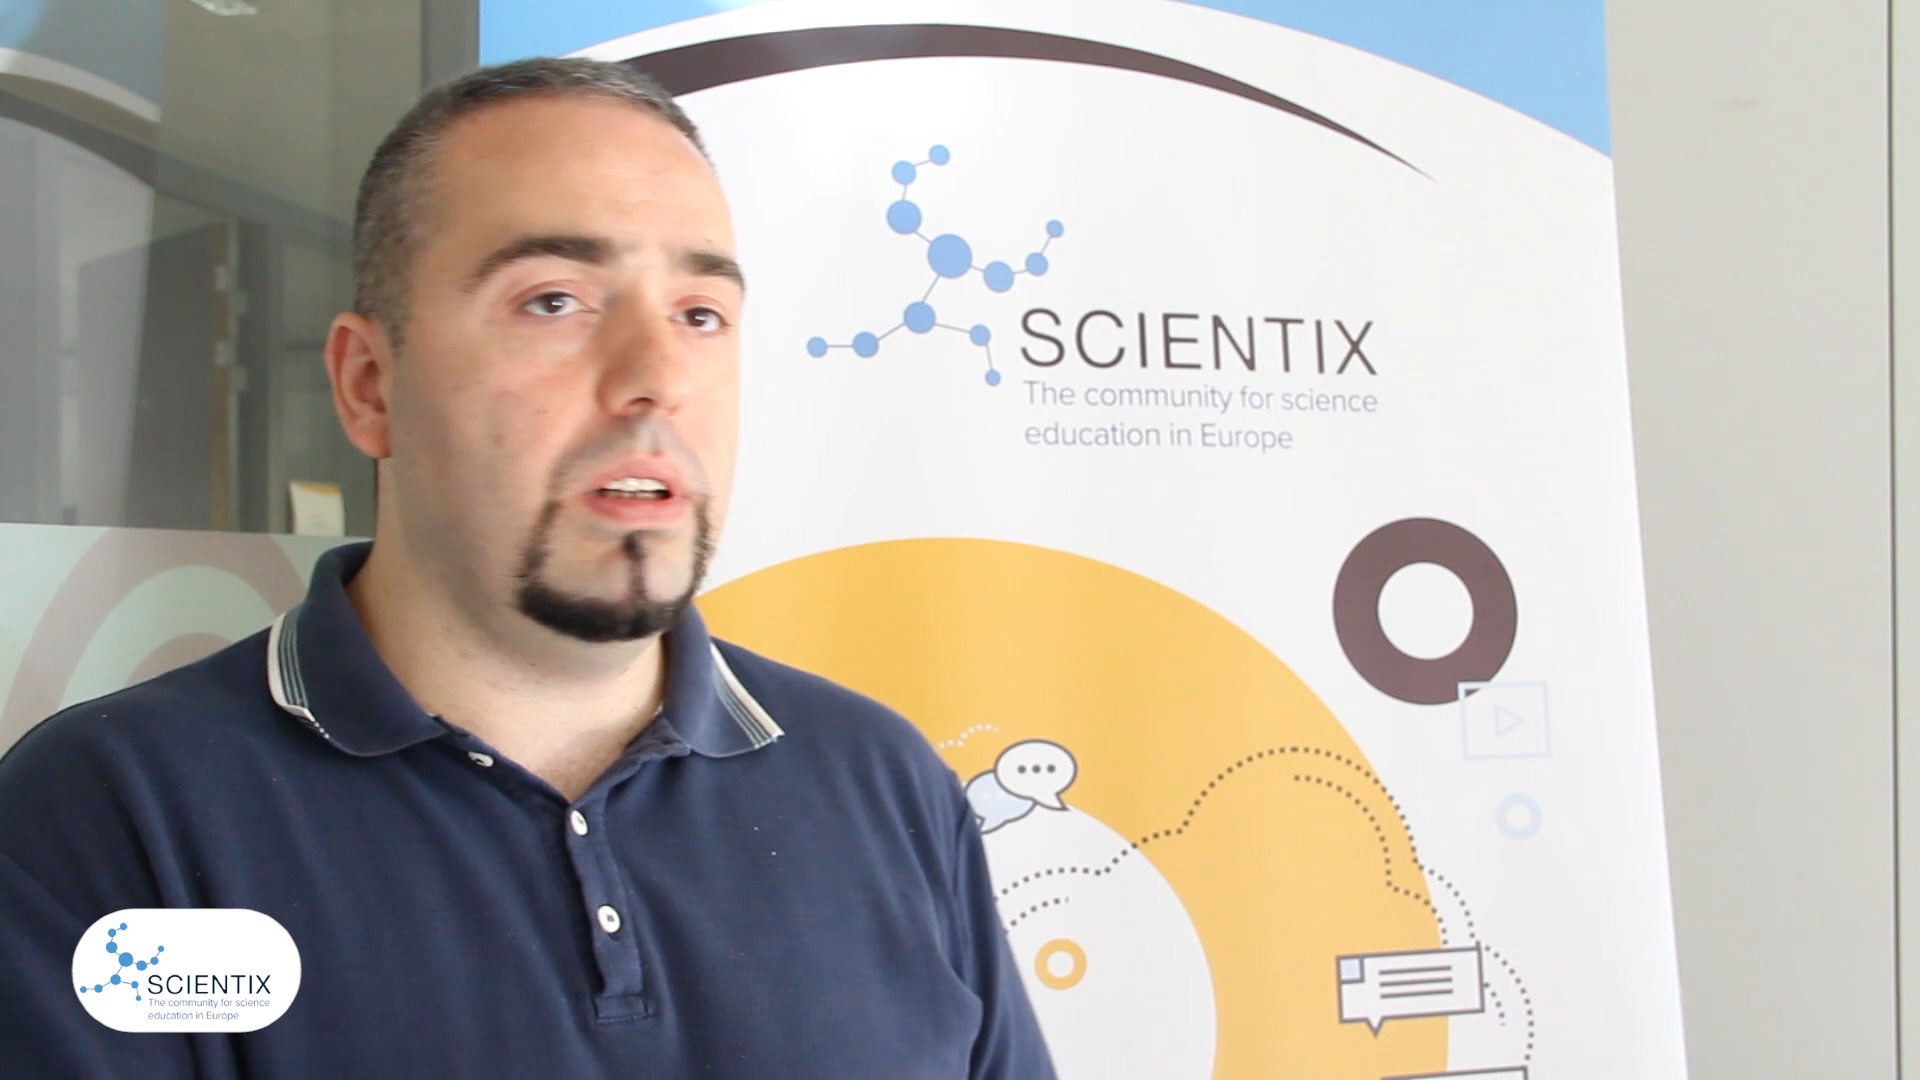 SCIENTIX
The community for science
education in Europe
SCIENTIX
The community for science
education in Europe